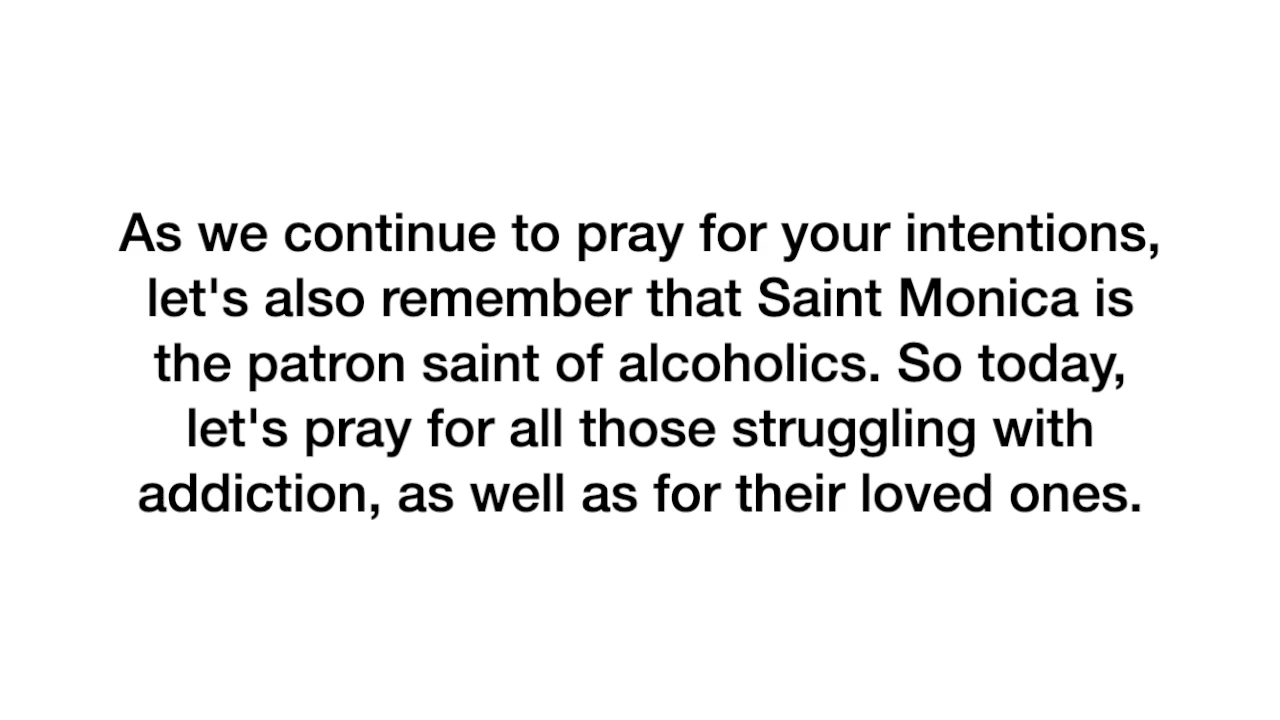 As we continue to pray for your intentions,
let's also remember that Saint Monica is
the patron saint of alcoholics. So today,
let's pray for all those struggling with
addiction, as well as for their loved ones.